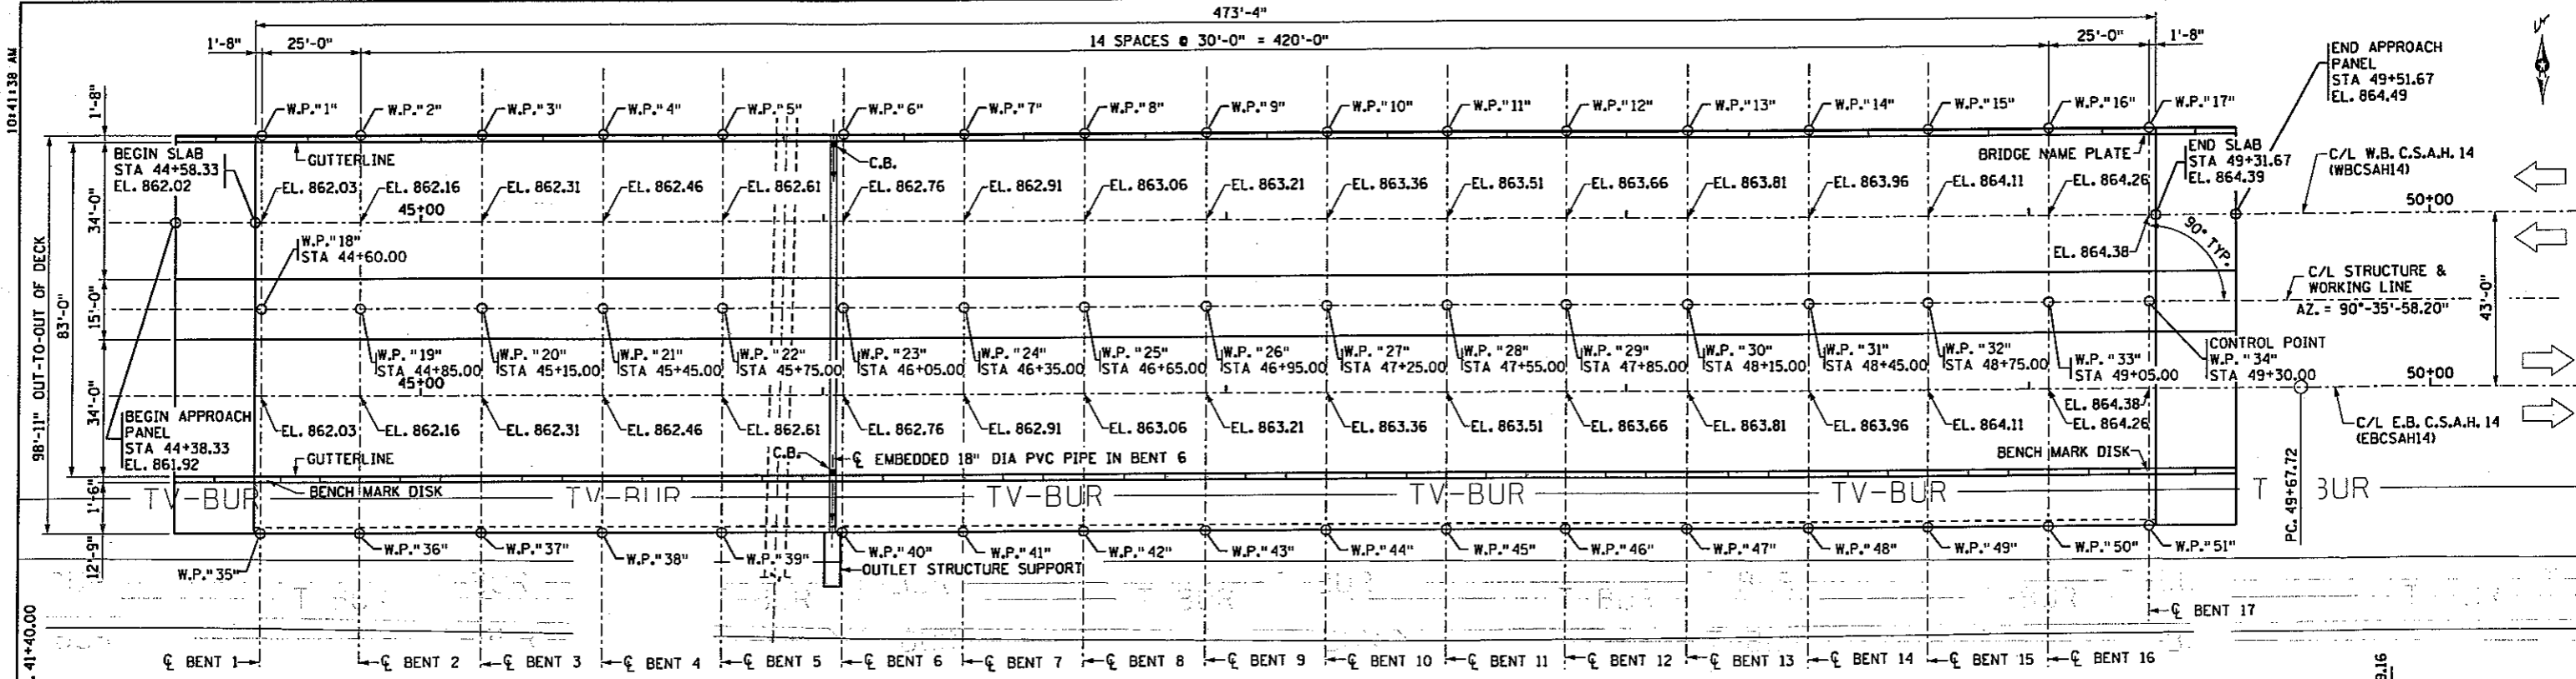 473'-4"
1'-8" 25'-0" 14 SPACES @ 30'-0" = 420'-0" 25'-0" 1'-8"
10:41:38 AM
END APPROACH
PANEL
STA 49+51.67
EL. 864.49
1'-8"
W.P."1" W.P."2" W.P."3" W.P."4" W.P."5" W.P."6" W.P."7" W.P."8" W.P."9" W.P."10" W.P."11" W.P."12" W.P."13" W.P."14" W.P."15" W.P."16" W.P."17"
BEGIN SLAB
STA 44+58.33
EL. 862.02
GUTTERLINE
C.B.
BRIDGE NAME PLATE
END SLAB
STA 49+31.67
EL. 864.39
C/L W.B. C.S.A.H. 14
(WBCSAH14)
EL. 862.03 EL. 862.16 EL. 862.31 EL. 862.46 EL. 862.61 EL. 862.76 EL. 862.91 EL. 863.06 EL. 863.21 EL. 863.36 EL. 863.51 EL. 863.66 EL. 863.81 EL. 863.96 EL. 864.11 EL. 864.26
45+00
50+00
34'-0"
W.P."18"
STA 44+60.00
EL. 864.38
90° TYP.
98'-11" OUT-TO-OUT OF DECK
83'-0"
15'-0"
C/L STRUCTURE &
WORKING LINE
AZ. = 90°-35'-58.20"
43'-0"
W.P. "19"
STA 44+85.00
W.P. "20"
STA 45+15.00
W.P. "21"
STA 45+45.00
W.P. "22"
STA 45+75.00
W.P. "23"
STA 46+05.00
W.P. "24"
STA 46+35.00
W.P. "25"
STA 46+65.00
W.P. "26"
STA 46+95.00
W.P. "27"
STA 47+25.00
W.P. "28"
STA 47+55.00
W.P. "29"
STA 47+85.00
W.P. "30"
STA 48+15.00
W.P. "31"
STA 48+45.00
W.P. "32"
STA 48+75.00
W.P. "33"
STA 49+05.00
CONTROL POINT
W.P. "34"
STA 49+30.00
45+00
50+00
34'-0"
BEGIN APPROACH
PANEL
STA 44+38.33
EL. 861.92
EL. 864.38
EL. 862.03 EL. 862.16 EL. 862.31 EL. 862.46 EL. 862.61 EL. 862.76 EL. 862.91 EL. 863.06 EL. 863.21 EL. 863.36 EL. 863.51 EL. 863.66 EL. 863.81 EL. 863.96 EL. 864.11 EL. 864.26
C/L E.B. C.S.A.H. 14
(EBCSAH14)
GUTTERLINE
C.B.
℄ EMBEDDED 18" DIA PVC PIPE IN BENT 6
BENCH MARK DISK
BENCH MARK DISK
1'-6"
TV-BUR TV-BUR TV-BUR TV-BUR TV-BUR T BUR
PC. 49+67.72
12'-9"
W.P."35" W.P."36" W.P."37" W.P."38" W.P."39" W.P."40" W.P."41" W.P."42" W.P."43" W.P."44" W.P."45" W.P."46" W.P."47" W.P."48" W.P."49" W.P."50" W.P."51"
OUTLET STRUCTURE SUPPORT
℄ BENT 17
41+40.00
℄ BENT 1 ℄ BENT 2 ℄ BENT 3 ℄ BENT 4 ℄ BENT 5 ℄ BENT 6 ℄ BENT 7 ℄ BENT 8 ℄ BENT 9 ℄ BENT 10 ℄ BENT 11 ℄ BENT 12 ℄ BENT 13 ℄ BENT 14 ℄ BENT 15 ℄ BENT 16